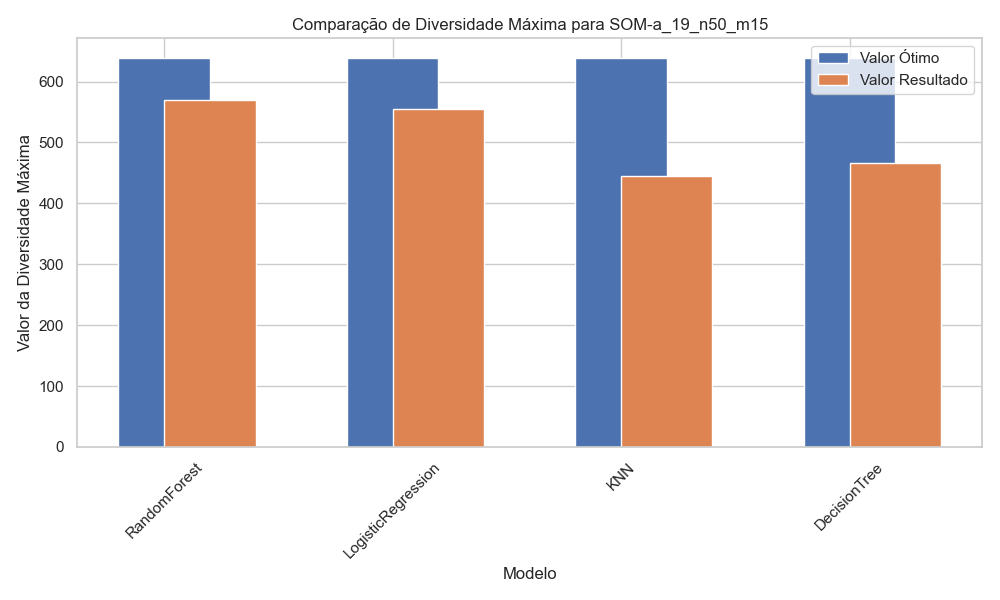 Comparação de Diversidade Máxima para SOM-a_19_n50_m15
Valor Ótimo
Valor Resultado
Valor da Diversidade Máxima
600
500
400
300
200
100
0
RandomForest
LogisticRegression
KNN
DecisionTree
Modelo